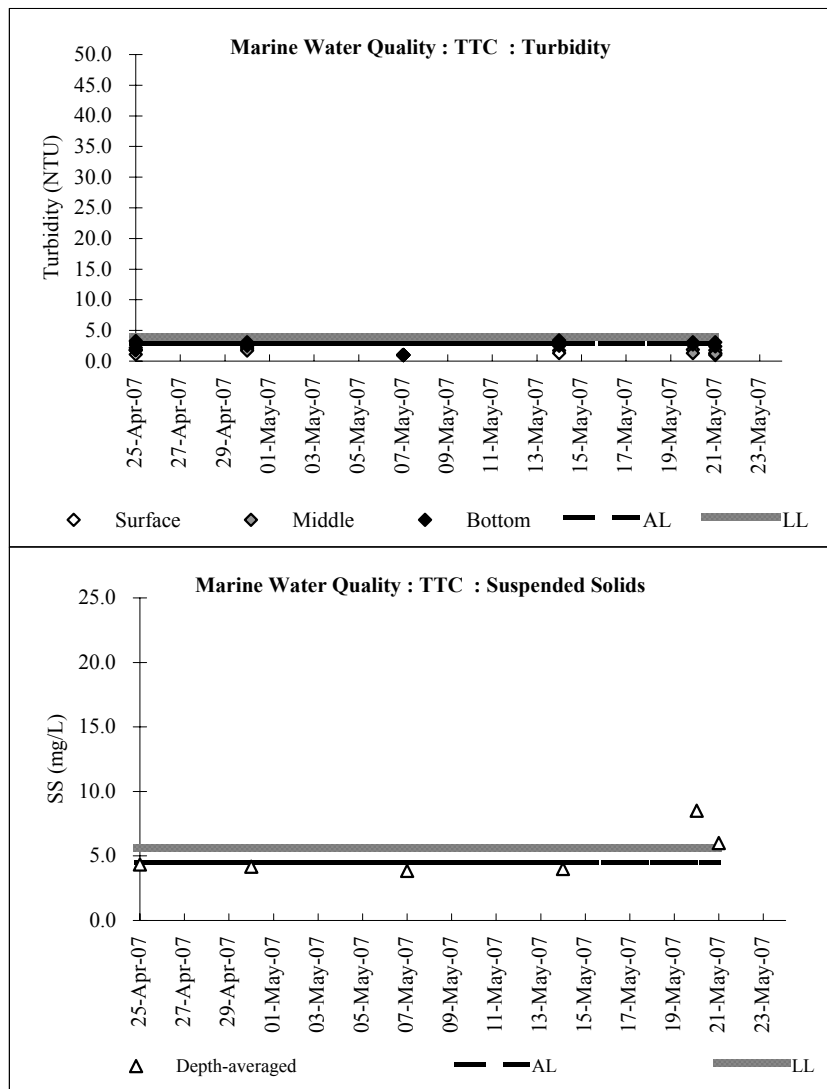 Marine Water Quality : TTC : Turbidity
50.0
45.0
40.0
35.0
30.0
25.0
20.0
15.0
10.0
5.0
0.0
Turbidity (NTU)
25-Apr-07
27-Apr-07
29-Apr-07
01-May-07
03-May-07
05-May-07
07-May-07
09-May-07
11-May-07
13-May-07
15-May-07
17-May-07
19-May-07
21-May-07
23-May-07
Surface Middle Bottom AL LL
Marine Water Quality : TTC : Suspended Solids
25.0
20.0
15.0
10.0
5.0
0.0
SS (mg/L)
25-Apr-07
27-Apr-07
29-Apr-07
01-May-07
03-May-07
05-May-07
07-May-07
09-May-07
11-May-07
13-May-07
15-May-07
17-May-07
19-May-07
21-May-07
23-May-07
Depth-averaged AL LL